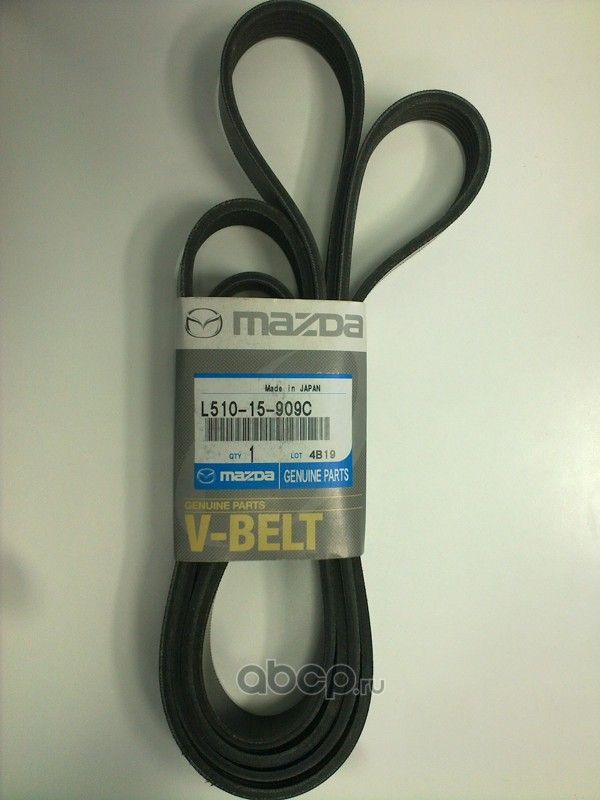 mazda
Made in JAPAN
L510-15-909C
QTY 1 LOT 4B19
mazda GENUINE PARTS
GENUINE PARTS
V-BELT
abcp.ru